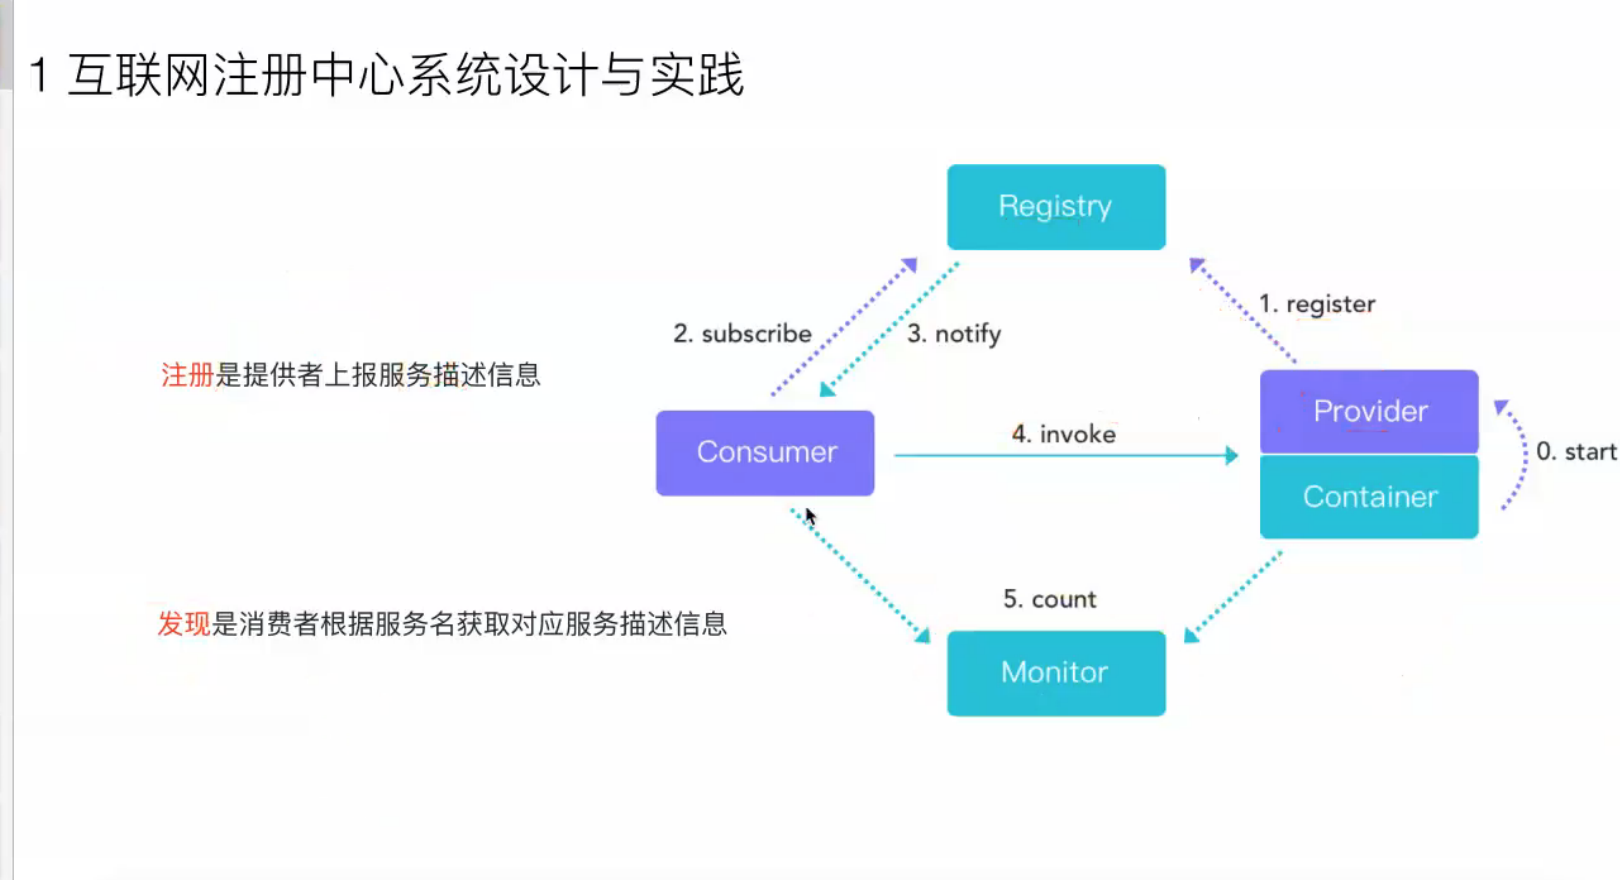 1 互联网注册中心系统设计与实践
Registry
1. register
2. subscribe
3. notify
注册是提供者上报服务描述信息
Provider
4. invoke
Consumer
0. start
Container
5. count
发现是消费者根据服务名获取对应服务描述信息
Monitor